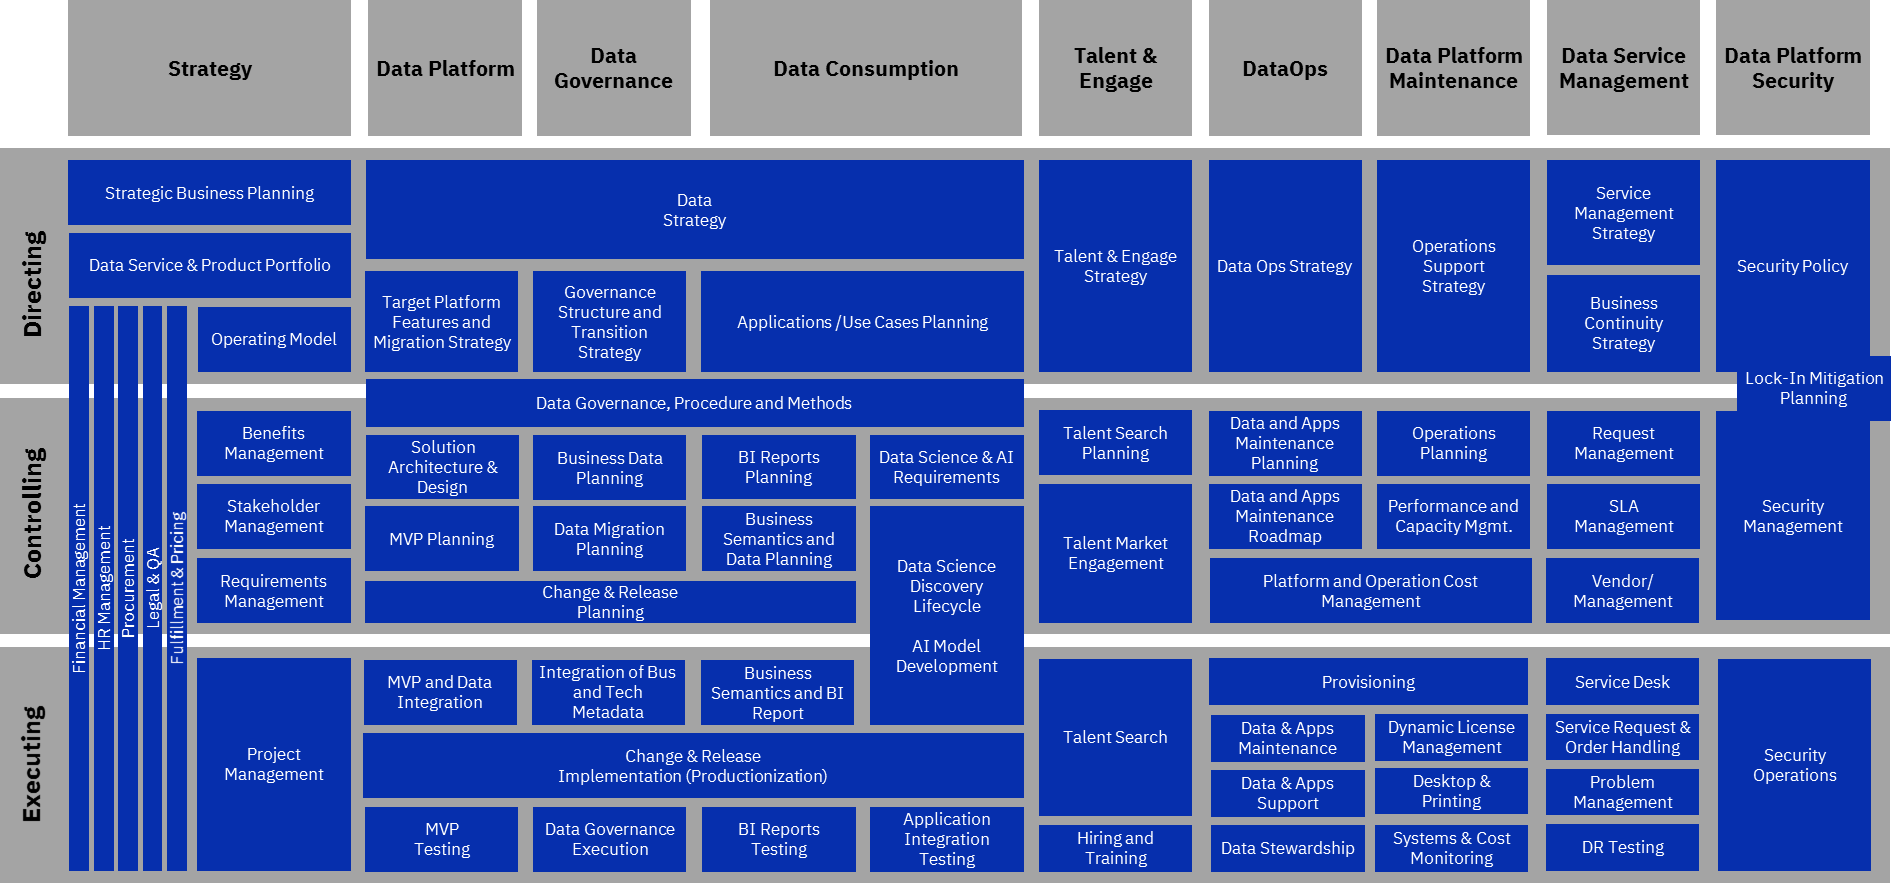 Strategy
Data Platform
Data
Governance
Data Consumption
Talent &
Engage
DataOps
Data Platform
Maintenance
Data Service
Management
Data Platform
Security
Directing
Strategic Business Planning
Data Service & Product Portfolio
Operating Model
Data
Strategy
Target Platform
Features and
Migration Strategy
Governance
Structure and
Transition
Strategy
Applications /Use Cases Planning
Talent & Engage
Strategy
Data Ops Strategy
Operations
Support
Strategy
Service
Management
Strategy
Business
Continuity
Strategy
Security Policy
Lock-In Mitigation
Planning
Financial Management
HR Management
Procurement
Legal & QA
Fulfillment & Pricing
Controlling
Benefits
Management
Stakeholder
Management
Requirements
Management
Data Governance, Procedure and Methods
Solution
Architecture &
Design
Business Data
Planning
BI Reports
Planning
Data Science & AI
Requirements
MVP Planning
Data Migration
Planning
Business
Semantics and
Data Planning
Data Science
Discovery
Lifecycle
AI Model
Development
Change & Release
Planning
Talent Search
Planning
Talent Market
Engagement
Data and Apps
Maintenance
Planning
Data and Apps
Maintenance
Roadmap
Operations
Planning
Performance and
Capacity Mgmt.
Platform and Operation Cost
Management
Request
Management
SLA
Management
Vendor/
Management
Security
Management
Executing
Project
Management
MVP and Data
Integration
Integration of Bus
and Tech
Metadata
Business
Semantics and BI
Report
Change & Release
Implementation (Productionization)
MVP
Testing
Data Governance
Execution
BI Reports
Testing
Application
Integration
Testing
Talent Search
Hiring and
Training
Provisioning
Data & Apps
Maintenance
Dynamic License
Management
Data & Apps
Support
Desktop &
Printing
Data Stewardship
Systems & Cost
Monitoring
Service Desk
Service Request &
Order Handling
Problem
Management
DR Testing
Security
Operations